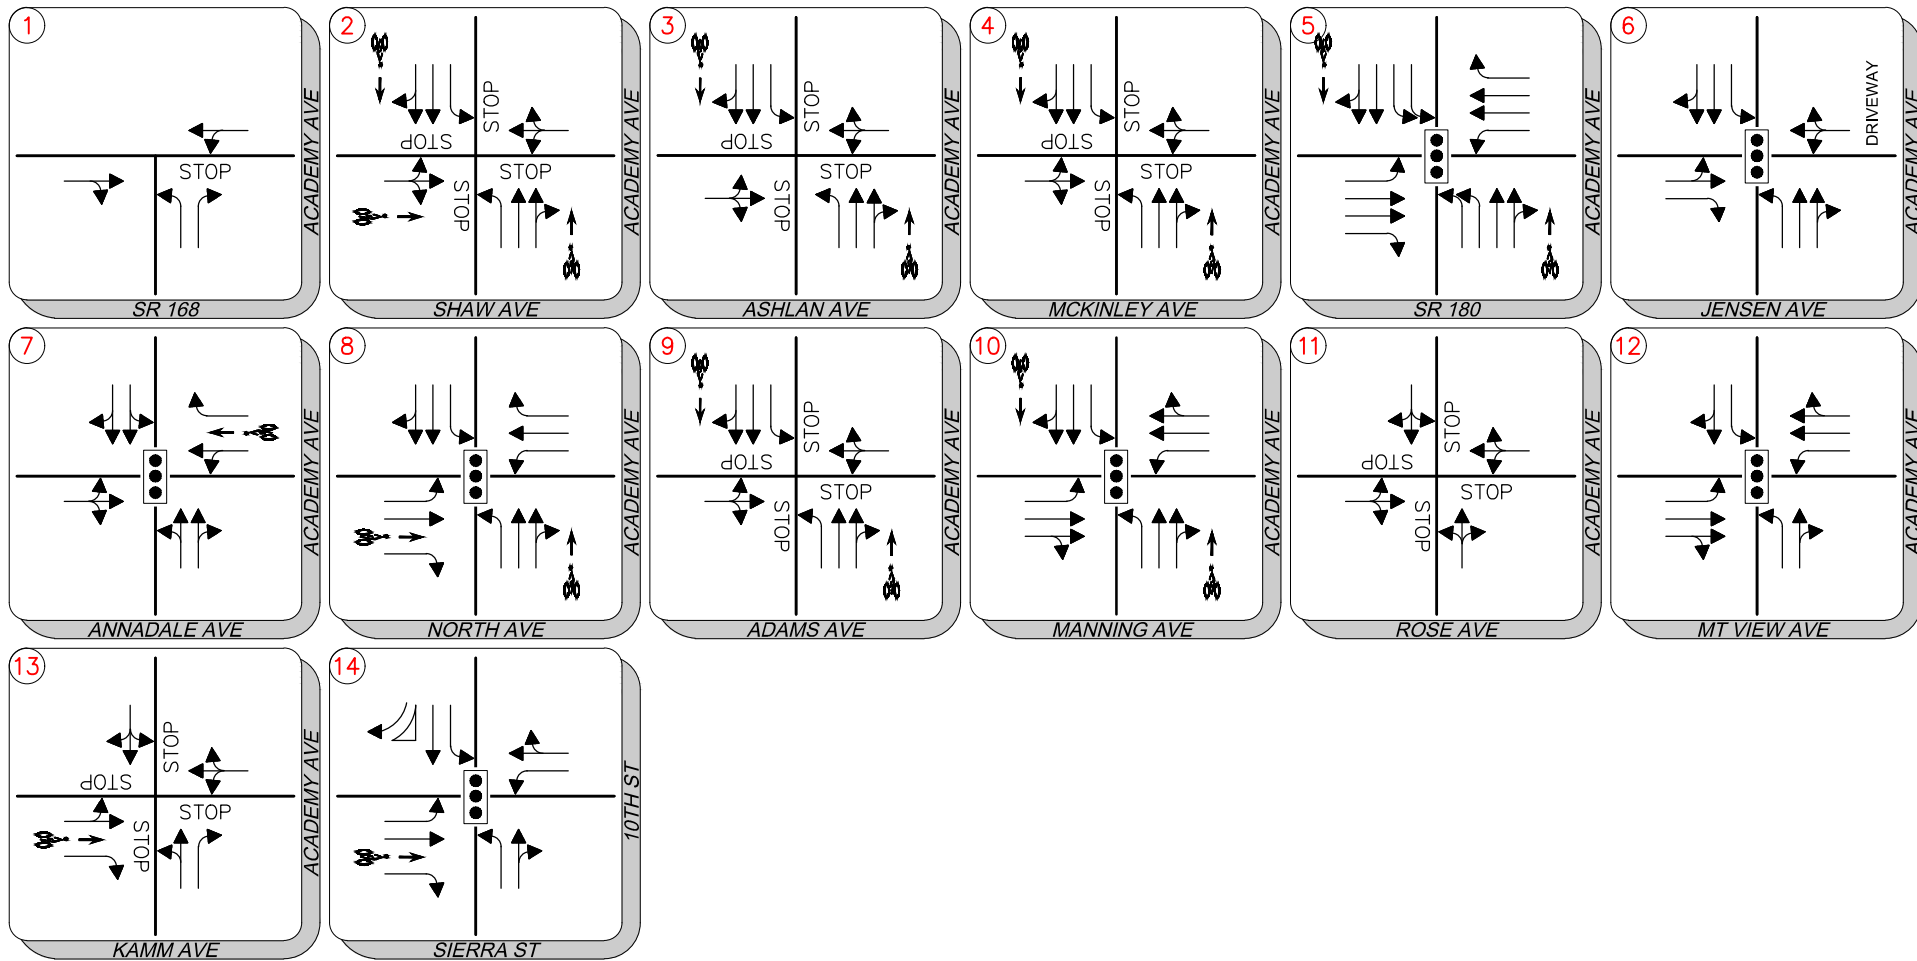 1
STOP
ACADEMY AVE
SR 168
2
STOP
STOP
STOP
STOP
ACADEMY AVE
SHAW AVE
3
STOP
STOP
STOP
STOP
ACADEMY AVE
ASHLAN AVE
4
STOP
STOP
STOP
STOP
ACADEMY AVE
MCKINLEY AVE
5
ACADEMY AVE
SR 180
6
DRIVEWAY
ACADEMY AVE
JENSEN AVE
7
ACADEMY AVE
ANNADALE AVE
8
ACADEMY AVE
NORTH AVE
9
STOP
STOP
STOP
STOP
ACADEMY AVE
ADAMS AVE
10
ACADEMY AVE
MANNING AVE
11
STOP
STOP
STOP
STOP
ACADEMY AVE
ROSE AVE
12
ACADEMY AVE
MT VIEW AVE
13
STOP
STOP
STOP
STOP
ACADEMY AVE
KAMM AVE
14
10TH ST
SIERRA ST